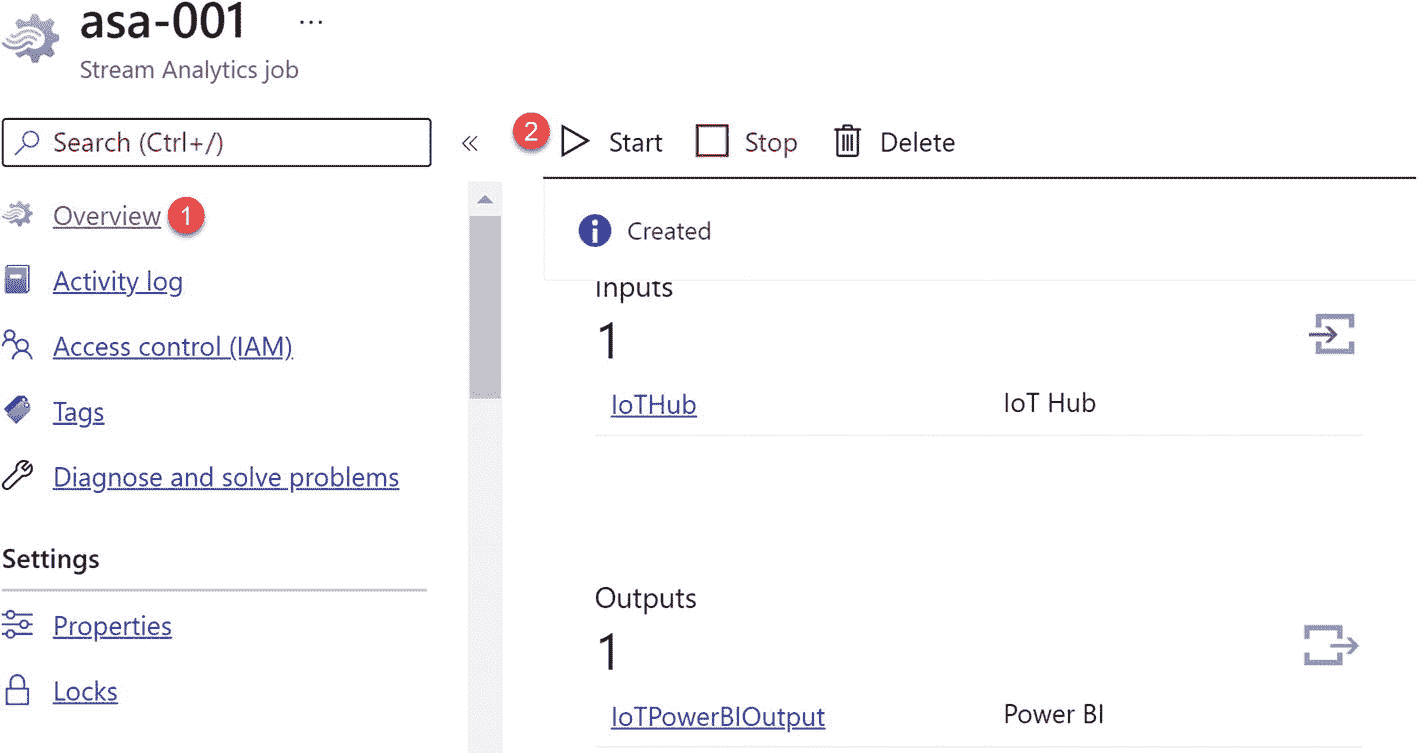 asa-001 ...
Stream Analytics job
Search (Ctrl+/)
«
2 Start Stop Delete
Overview 1
Activity log
Access control (IAM)
Tags
Diagnose and solve problems
Settings
Properties
Locks
Created
Inputs
1
IoTHub IoT Hub
Outputs
1
IoTPowerBIOutput Power BI